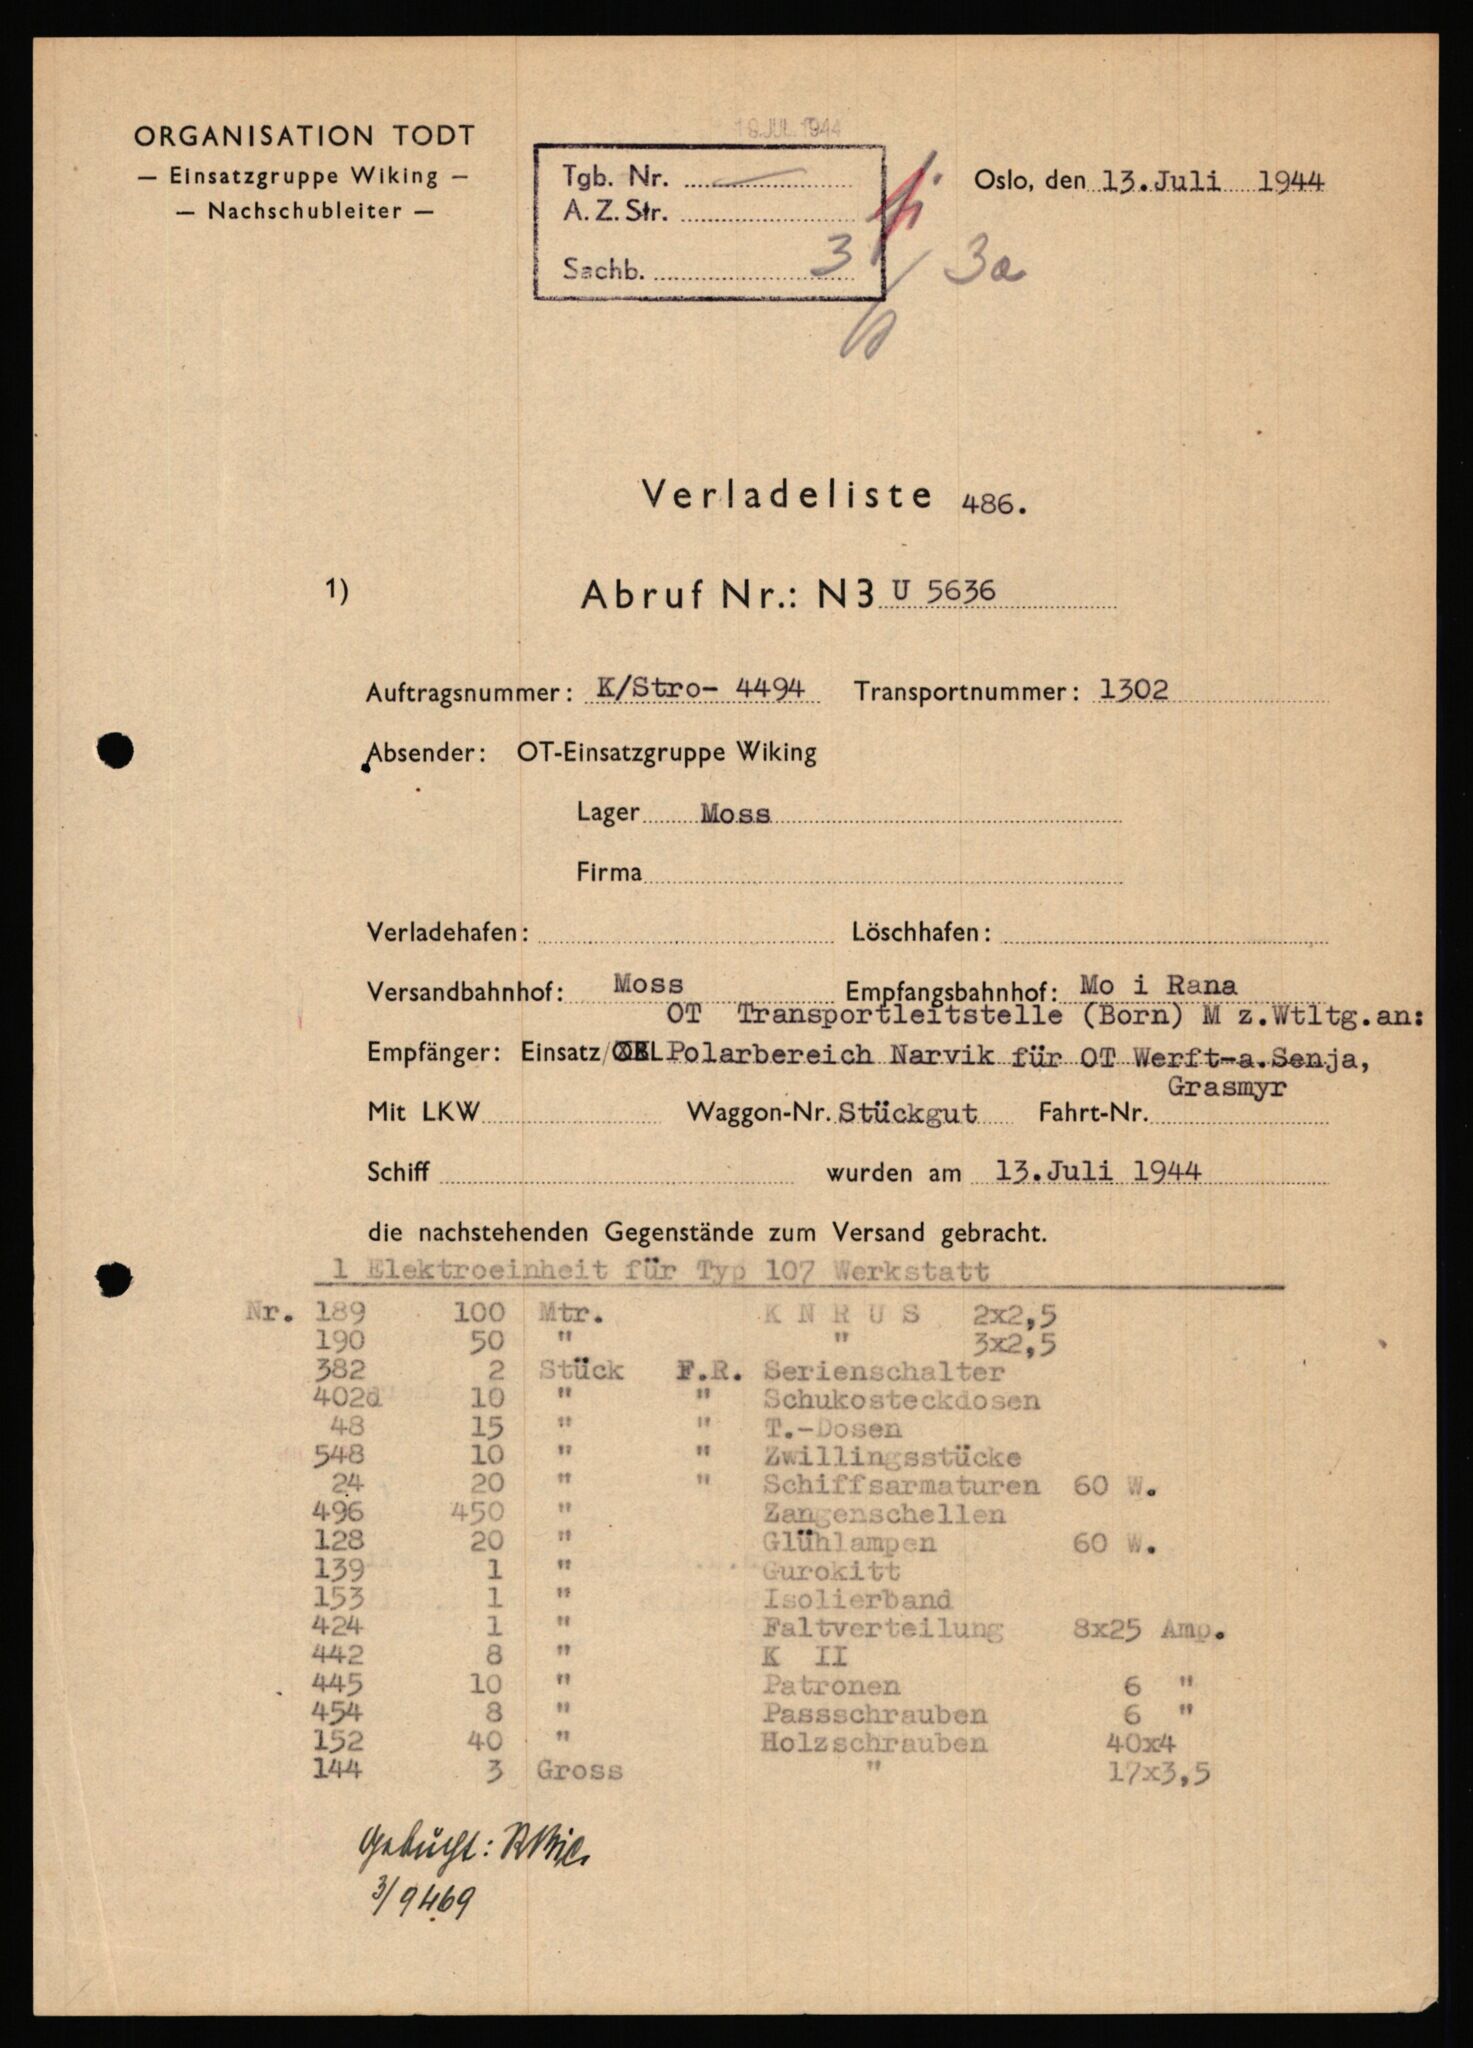 ORGANISATION TODT
— Einsatzgruppe Wiking —
— Nachschubleiter —
JUL. 1944
Tgb. Nr.
A. Z. Str.
Sachb. 3
3a
Oslo, den 13. Juli 1944
Verladeliste 486.
1) Abruf Nr.: N3 U 5636
Auftragsnummer: K/Stro- 4494 Transportnummer: 1302
Absender: OT-Einsatzgruppe Wiking
Lager Moss
Firma
Verladehafen: Löschhafen:
Versandbahnhof: Moss Empfangsbahnhof: Mo i Rana
OT Transportleitstelle (Born) M z.Wtltg.an:
Empfänger: Einsatz/ Polarbereich Narvik für OT Werft-a.Senja,
Grasmyr
Mit LKW Waggon-Nr. Stückgut Fahrt-Nr.
Schiff wurden am 13.Juli 1944
die nachstehenden Gegenstände zum Versand gebracht.
1 Elektroeinheit für Typ 107 Werkstatt
Nr. 189 100 Mtr. K N R U S 2x2,5
190 50 " " 3x2,5
382 2 Stück F.R. Serienschalter
402d 10 " " Schukosteckdosen
48 15 " " T.-Dosen
548 10 " " Zwillingsstücke
24 20 " " Schiffsarmaturen 60 W.
496 450 " Zangenschellen
128 20 " Glühlampen 60 W.
139 1 " Gurokitt
153 1 " Isolierband
424 1 " Faltverteilung 8x25 Amp.
442 8 " K II
445 10 " Patronen 6 "
454 8 " Passschrauben 6 "
152 40 " Holzschrauben 40x4
144 3 Gross " 17x3,5
Gebucht:
3/9469